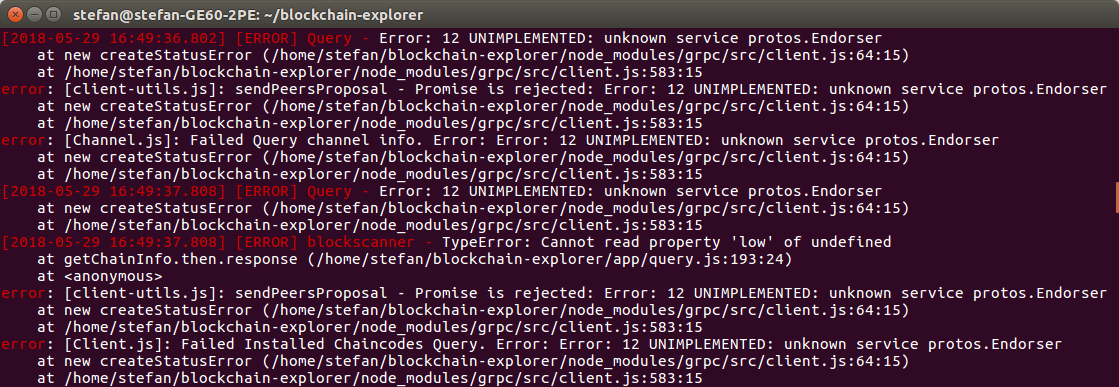 stefan@stefan-GE60-2PE: ~/blockchain-explorer
[2018-05-29 16:49:36.802] [ERROR] Query - Error: 12 UNIMPLEMENTED: unknown service protos.Endorser
    at new createStatusError (/home/stefan/blockchain-explorer/node_modules/grpc/src/client.js:64:15)
    at /home/stefan/blockchain-explorer/node_modules/grpc/src/client.js:583:15
error: [client-utils.js]: sendPeersProposal - Promise is rejected: Error: 12 UNIMPLEMENTED: unknown service protos.Endorser
    at new createStatusError (/home/stefan/blockchain-explorer/node_modules/grpc/src/client.js:64:15)
    at /home/stefan/blockchain-explorer/node_modules/grpc/src/client.js:583:15
error: [Channel.js]: Failed Query channel info. Error: Error: 12 UNIMPLEMENTED: unknown service protos.Endorser
    at new createStatusError (/home/stefan/blockchain-explorer/node_modules/grpc/src/client.js:64:15)
    at /home/stefan/blockchain-explorer/node_modules/grpc/src/client.js:583:15
[2018-05-29 16:49:37.808] [ERROR] Query - Error: 12 UNIMPLEMENTED: unknown service protos.Endorser
    at new createStatusError (/home/stefan/blockchain-explorer/node_modules/grpc/src/client.js:64:15)
    at /home/stefan/blockchain-explorer/node_modules/grpc/src/client.js:583:15
[2018-05-29 16:49:37.808] [ERROR] blockscanner - TypeError: Cannot read property 'low' of undefined
    at getChainInfo.then.response (/home/stefan/blockchain-explorer/app/query.js:193:24)
    at <anonymous>
error: [client-utils.js]: sendPeersProposal - Promise is rejected: Error: 12 UNIMPLEMENTED: unknown service protos.Endorser
    at new createStatusError (/home/stefan/blockchain-explorer/node_modules/grpc/src/client.js:64:15)
    at /home/stefan/blockchain-explorer/node_modules/grpc/src/client.js:583:15
error: [Client.js]: Failed Installed Chaincodes Query. Error: Error: 12 UNIMPLEMENTED: unknown service protos.Endorser
    at new createStatusError (/home/stefan/blockchain-explorer/node_modules/grpc/src/client.js:64:15)
    at /home/stefan/blockchain-explorer/node_modules/grpc/src/client.js:583:15